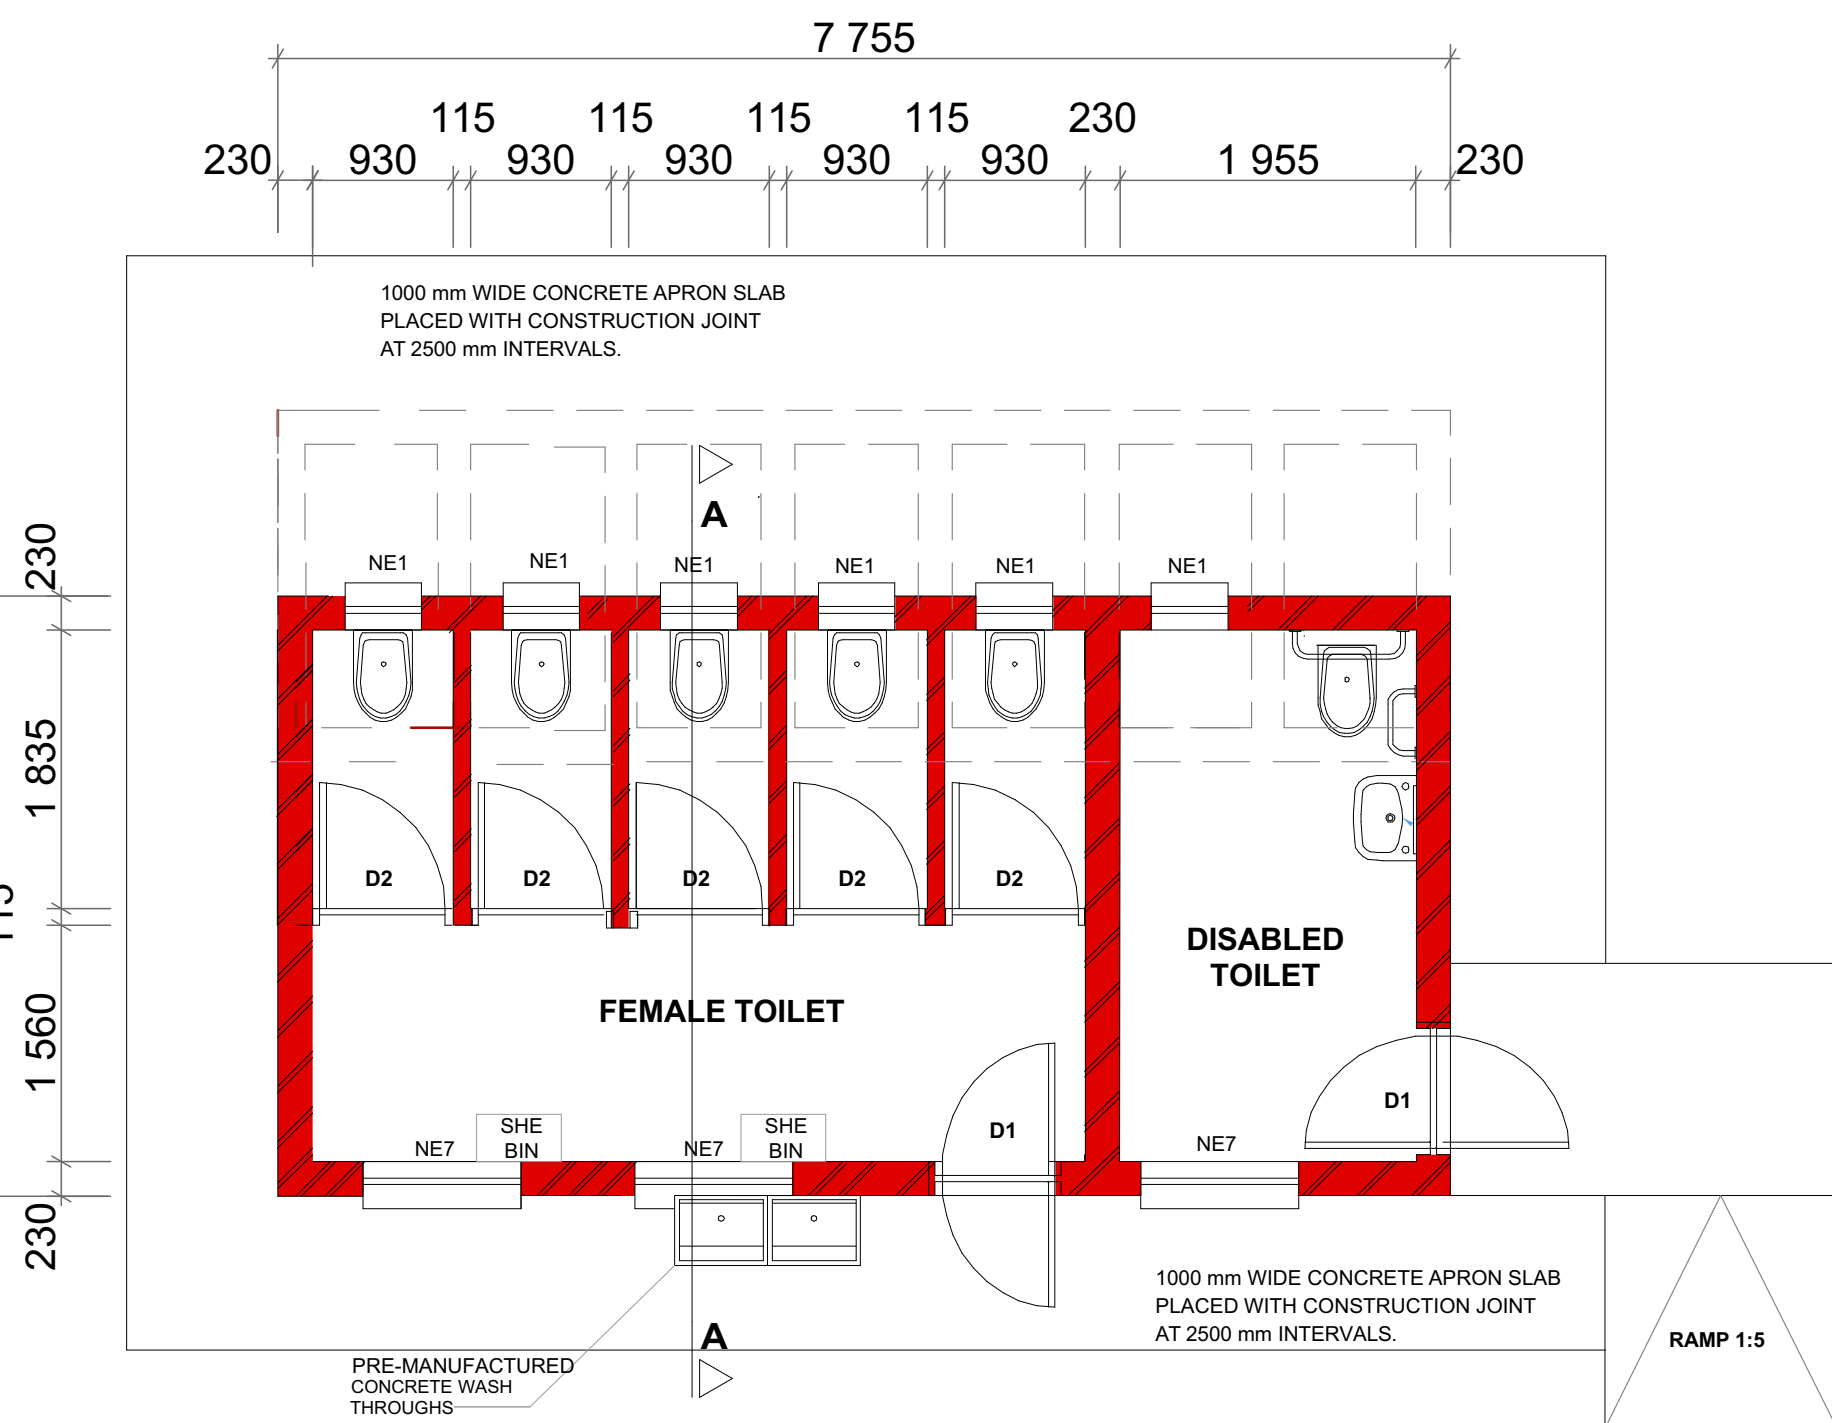 7 755
115 115 115 115 230
230 930 930 930 930 930 1 955 230
1000 mm WIDE CONCRETE APRON SLAB
PLACED WITH CONSTRUCTION JOINT
AT 2500 mm INTERVALS.
A
230
NE1 NE1 NE1 NE1 NE1 NE1
1 835
D2 D2 D2 D2 D2
DISABLED
TOILET
FEMALE TOILET
1 560
D1
D1
SHE
BIN
SHE
BIN
NE7 NE7 NE7
230
1000 mm WIDE CONCRETE APRON SLAB
PLACED WITH CONSTRUCTION JOINT
AT 2500 mm INTERVALS.
A
RAMP 1:5
PRE-MANUFACTURED
CONCRETE WASH
THROUGHS